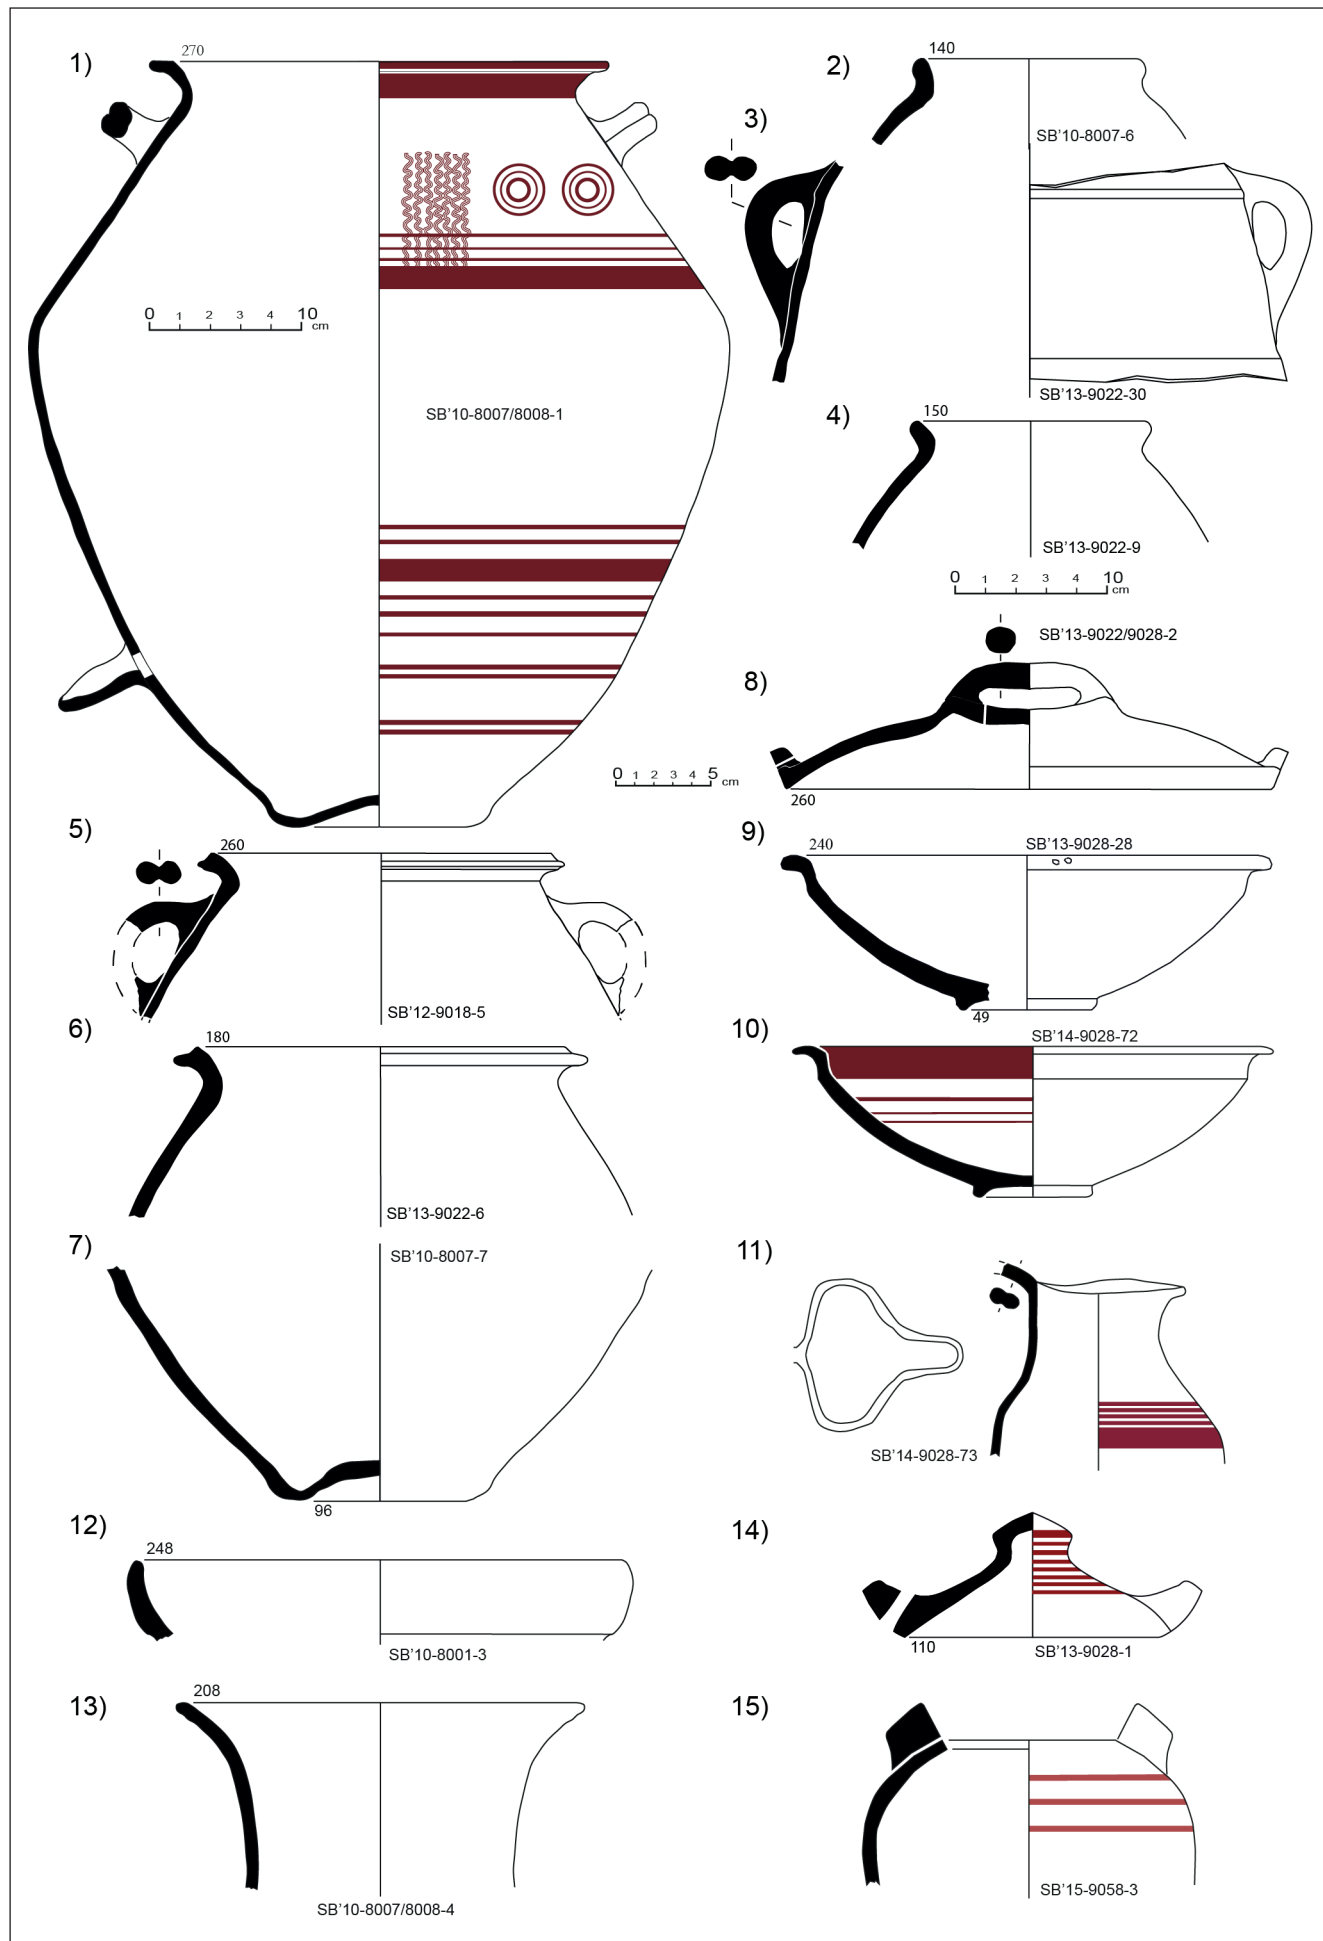 1)
270
SB'10-8007/8008-1
0 1 2 3 4 10
cm
2)
140
SB'10-8007-6
3)
SB'13-9022-30
4)
150
SB'13-9022-9
0 1 2 3 4 10
cm
0 1 2 3 4 5
cm
5)
260
SB'12-9018-5
6)
180
SB'13-9022-6
7)
SB'10-8007-7
96
8)
SB'13-9022/9028-2
260
9)
240
SB'13-9028-28
49
10)
SB'14-9028-72
11)
SB'14-9028-73
12)
248
SB'10-8001-3
13)
208
SB'10-8007/8008-4
14)
110
SB'13-9028-1
15)
SB'15-9058-3